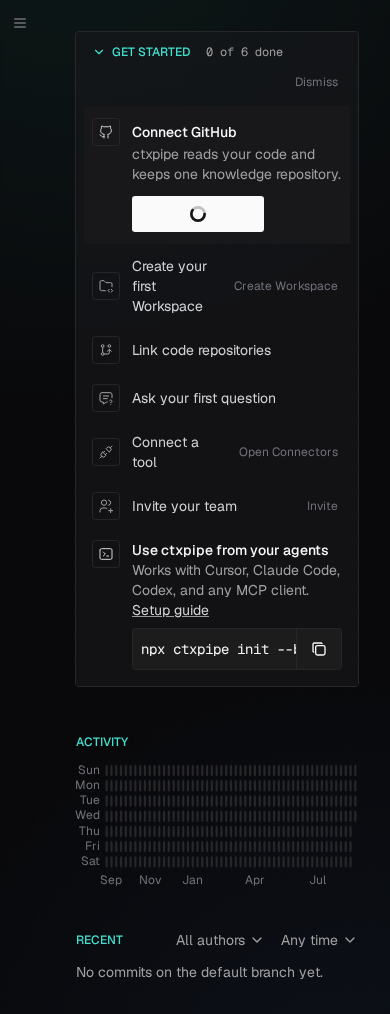 GET STARTED 0 of 6 done
Dismiss
Connect GitHub
ctxpipe reads your code and
keeps one knowledge repository.
Create your
first
Workspace
Create Workspace
Link code repositories
Ask your first question
Connect a
tool
Open Connectors
Invite your team Invite
Use ctxpipe from your agents
Works with Cursor, Claude Code,
Codex, and any MCP client.
Setup guide
npx ctxpipe init --
ACTIVITY
Sun
Mon
Tue
Wed
Thu
Fri
Sat
Sep Nov Jan Apr Jul
RECENT All authors Any time
No commits on the default branch yet.